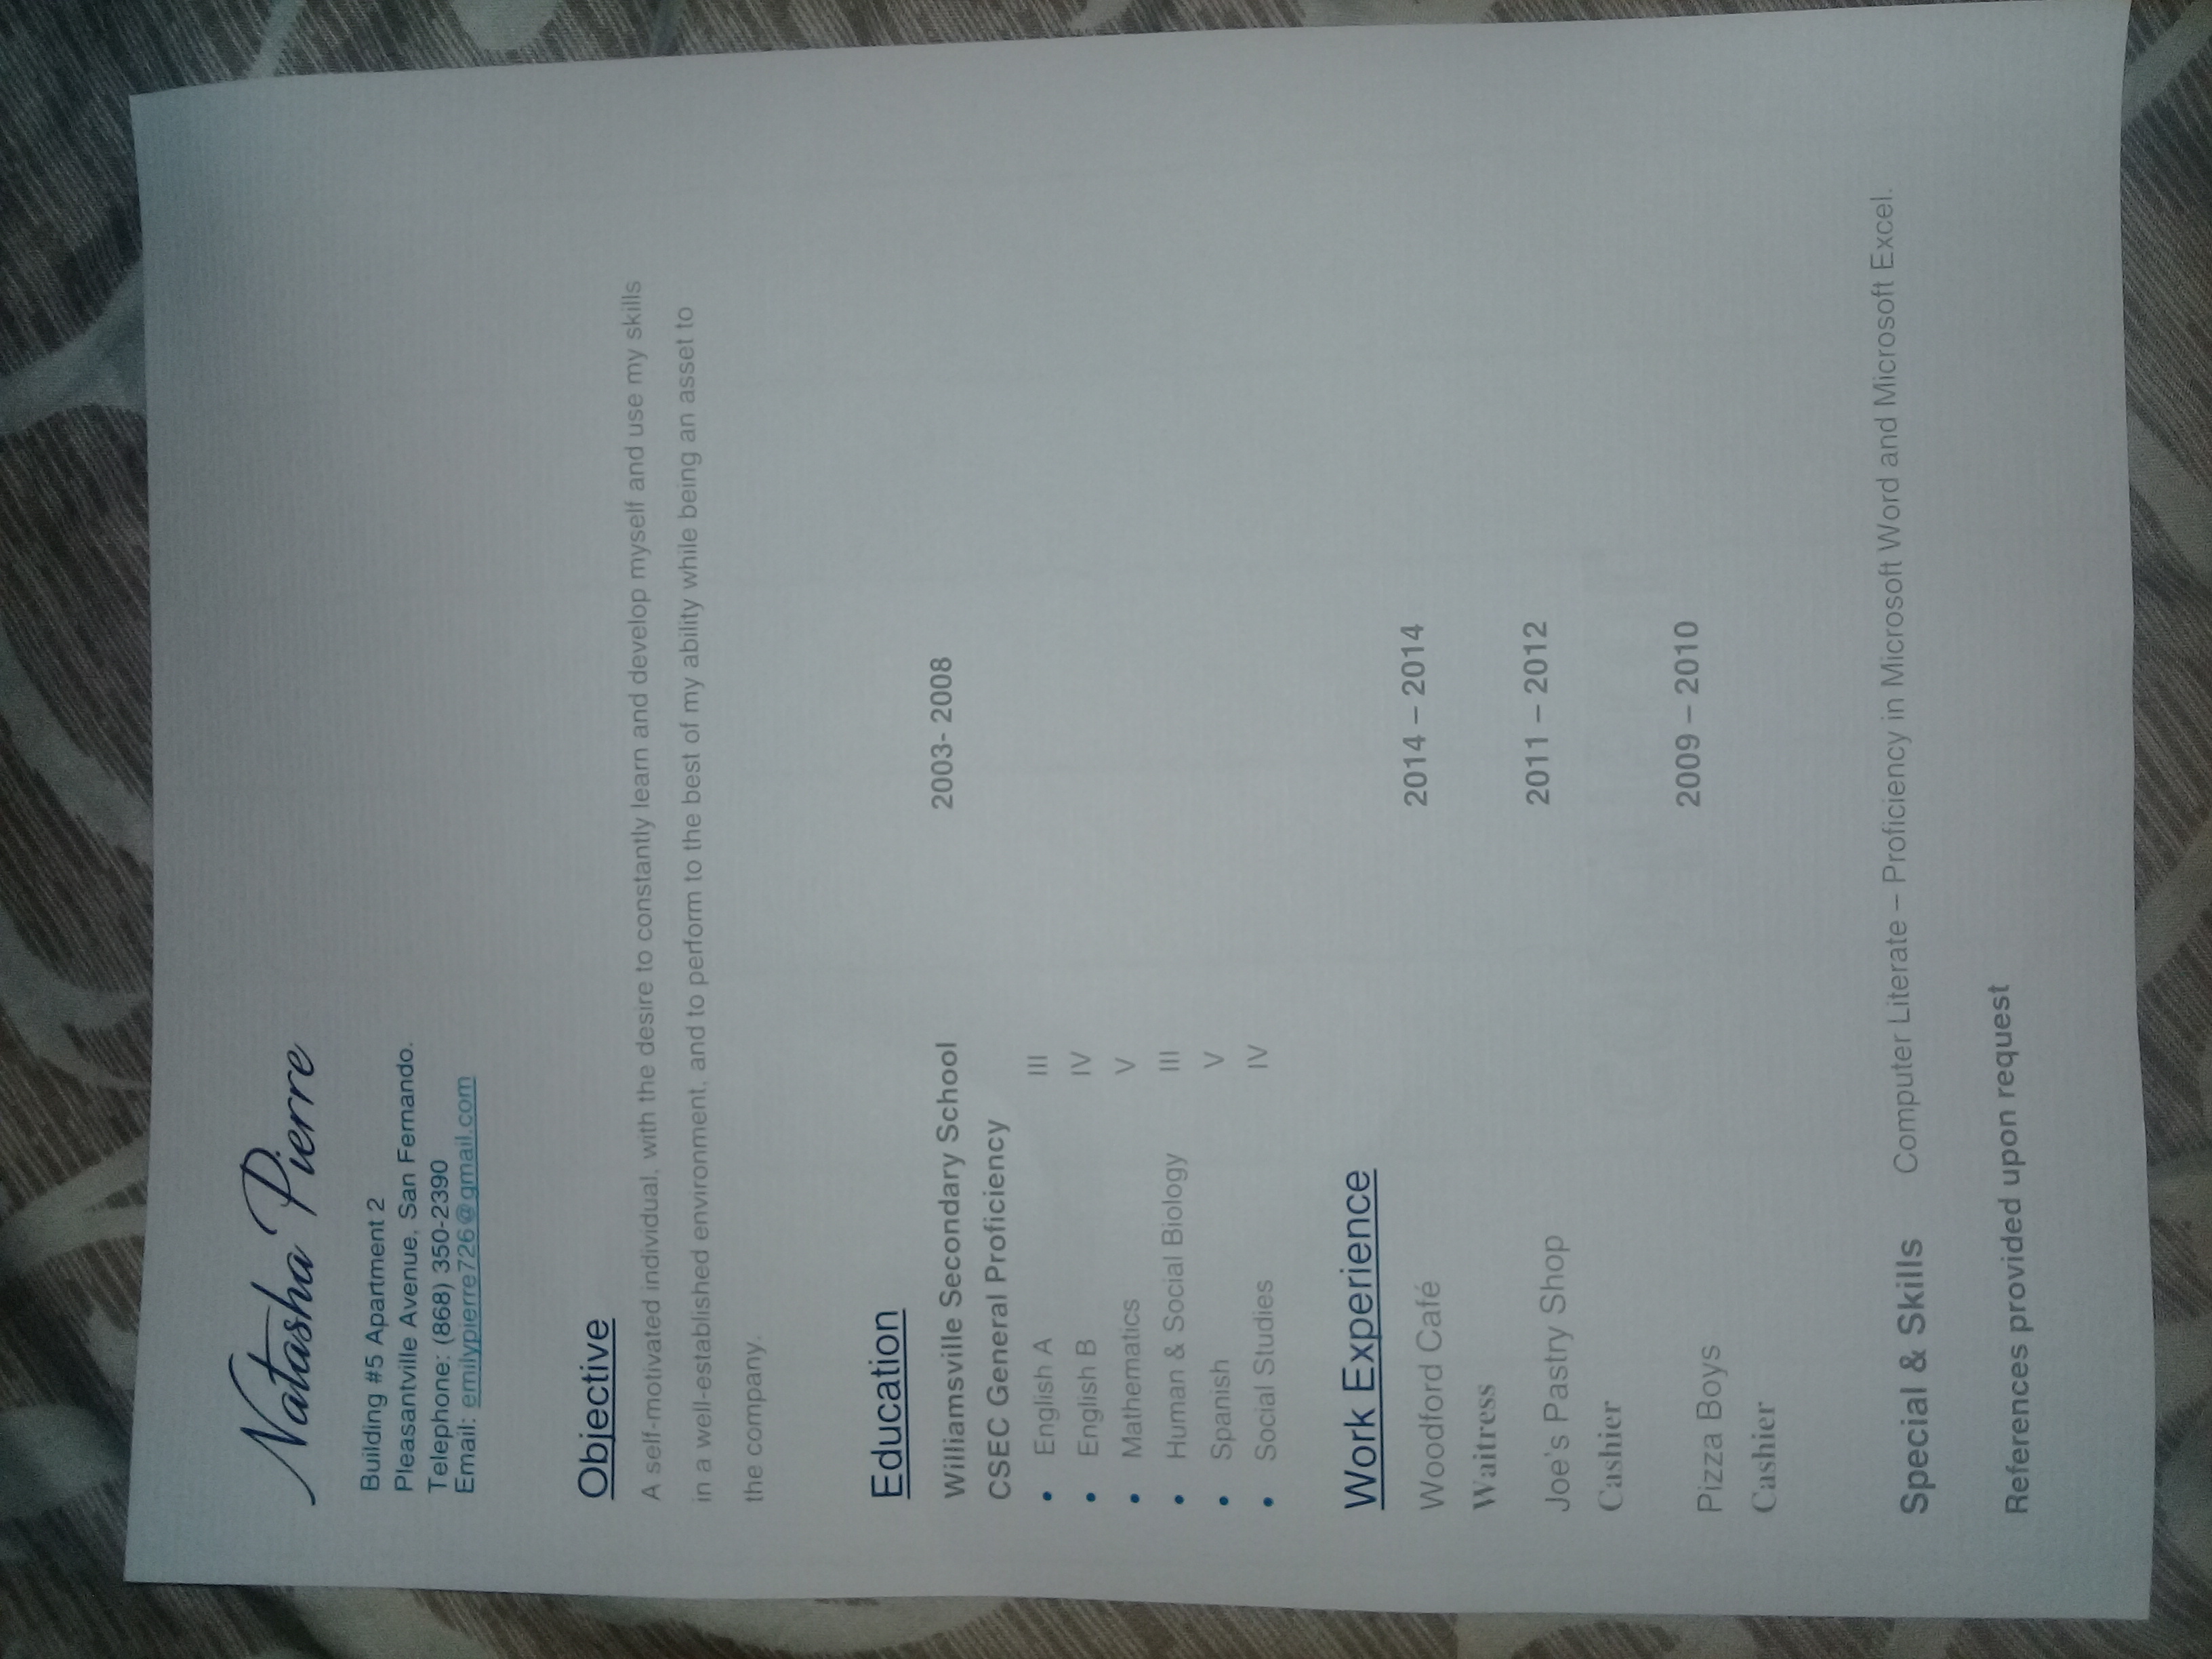 Natasha Pierre
Building #5 Apartment 2
Pleasantville Avenue, San Fernando.
Telephone: (868) 350-2390
Email: emilypierre726@gmail.com
Objective
A self-motivated individual, with the desire to constantly learn and develop myself and use my skills
in a well-established environment, and to perform to the best of my ability while being an asset to
the company.
Education
Williamsville Secondary School 2003- 2008
CSEC General Proficiency
• English A III
• English B IV
• Mathematics V
• Human & Social Biology III
• Spanish V
• Social Studies IV
Work Experience
Woodford Café 2014 – 2014
Waitress
Joe's Pastry Shop 2011 – 2012
Cashier
Pizza Boys 2009 – 2010
Cashier
Special & Skills Computer Literate – Proficiency in Microsoft Word and Microsoft Excel.
References provided upon request